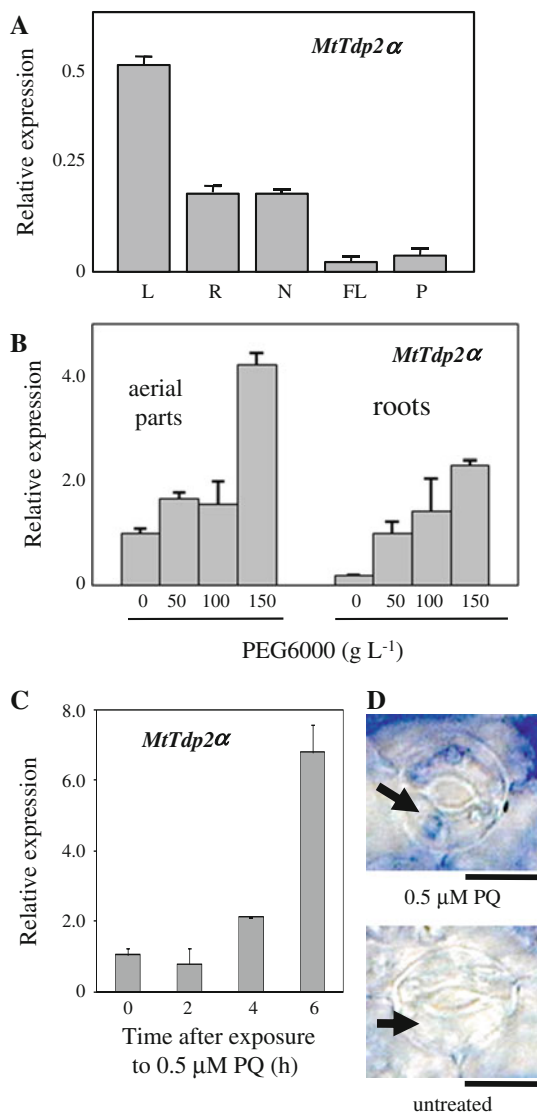 A
MtTdp2α
Relative expression
0.5
0.25
0
L R N FL P
B
MtTdp2α
Relative expression
4.0
2.0
0
aerial
parts
roots
0 50 100 150 0 50 100 150
PEG6000 (g L⁻¹)
C
MtTdp2α
Relative expression
8.0
6.0
4.0
2.0
0
0 2 4 6
Time after exposure
to 0.5 µM PQ (h)
D
0.5 µM PQ
untreated